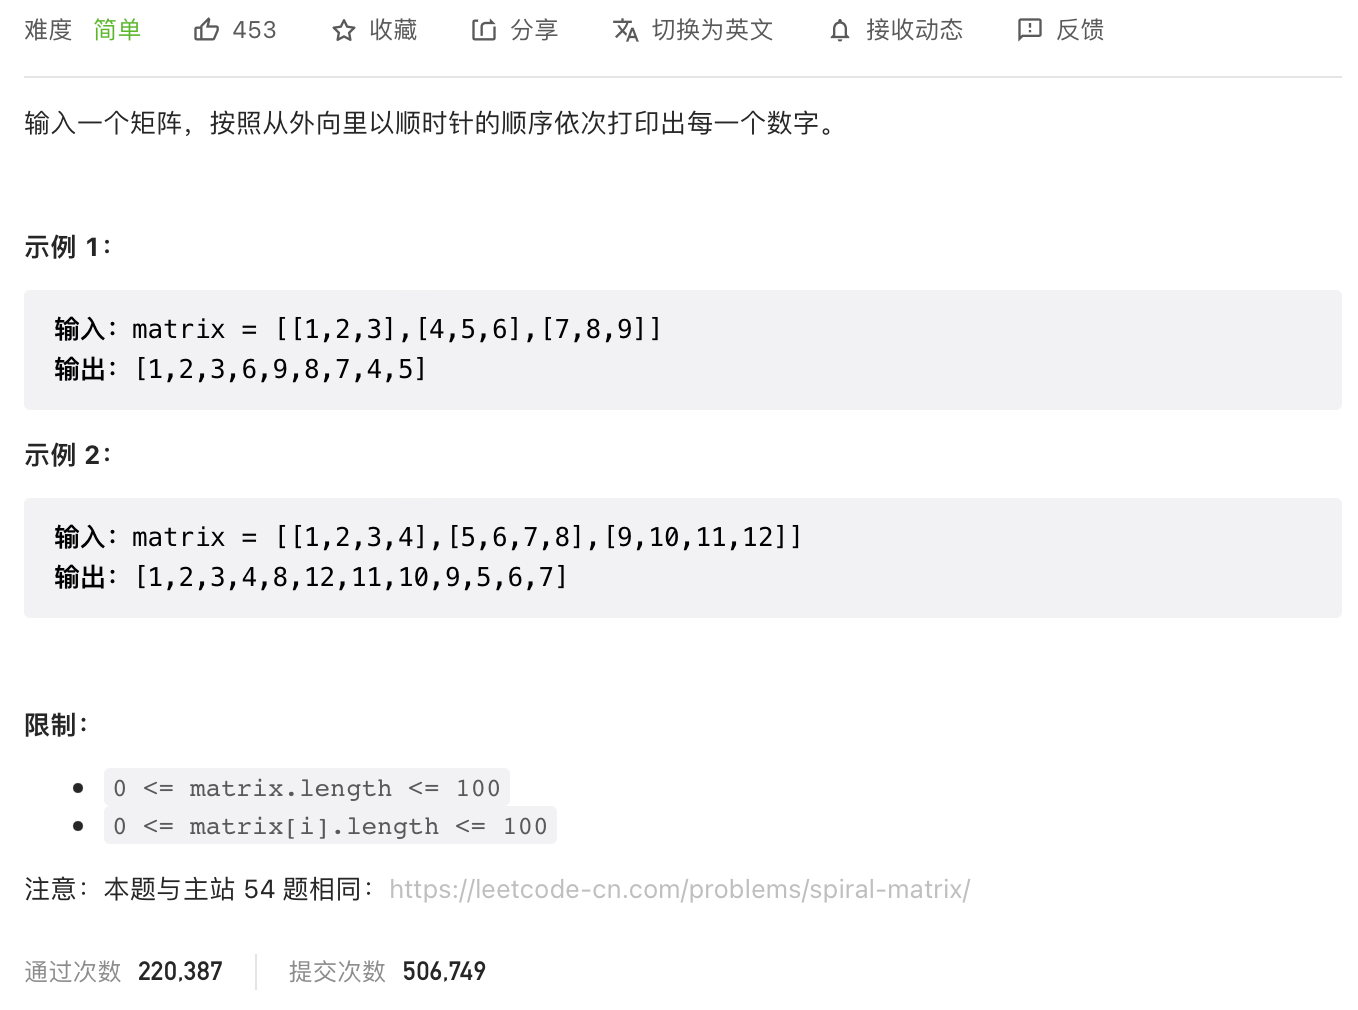 难度 简单 453 收藏 分享 切换为英文 接收动态 反馈
输入一个矩阵，按照从外向里以顺时针的顺序依次打印出每一个数字。
示例 1：
输入：matrix = [[1,2,3],[4,5,6],[7,8,9]]
输出：[1,2,3,6,9,8,7,4,5]
示例 2：
输入：matrix = [[1,2,3,4],[5,6,7,8],[9,10,11,12]]
输出：[1,2,3,4,8,12,11,10,9,5,6,7]
限制：
• 0 <= matrix.length <= 100
• 0 <= matrix[i].length <= 100
注意：本题与主站 54 题相同：https://leetcode-cn.com/problems/spiral-matrix/
通过次数 220,387 提交次数 506,749